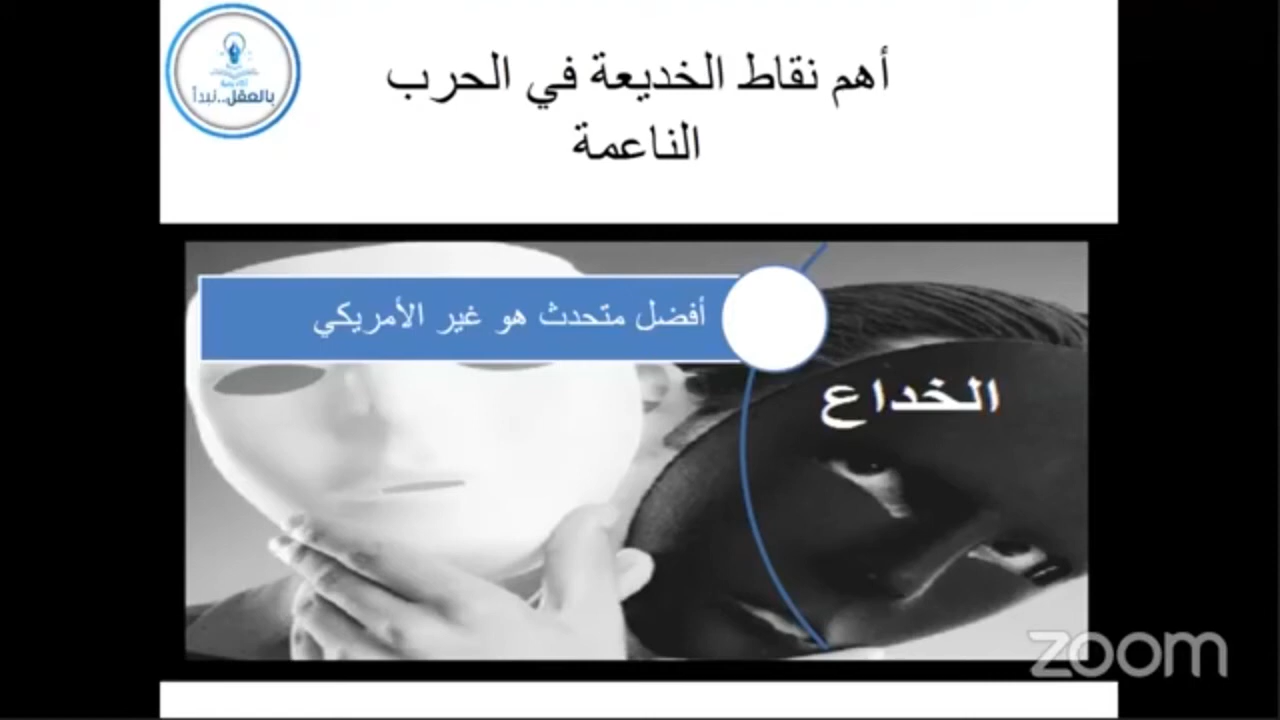 أهم نقاط الخديعة في الحرب
الناعمة
بالعقل..نبدأ
أفضل متحدث هو غير الأمريكي
الخداع
zoom